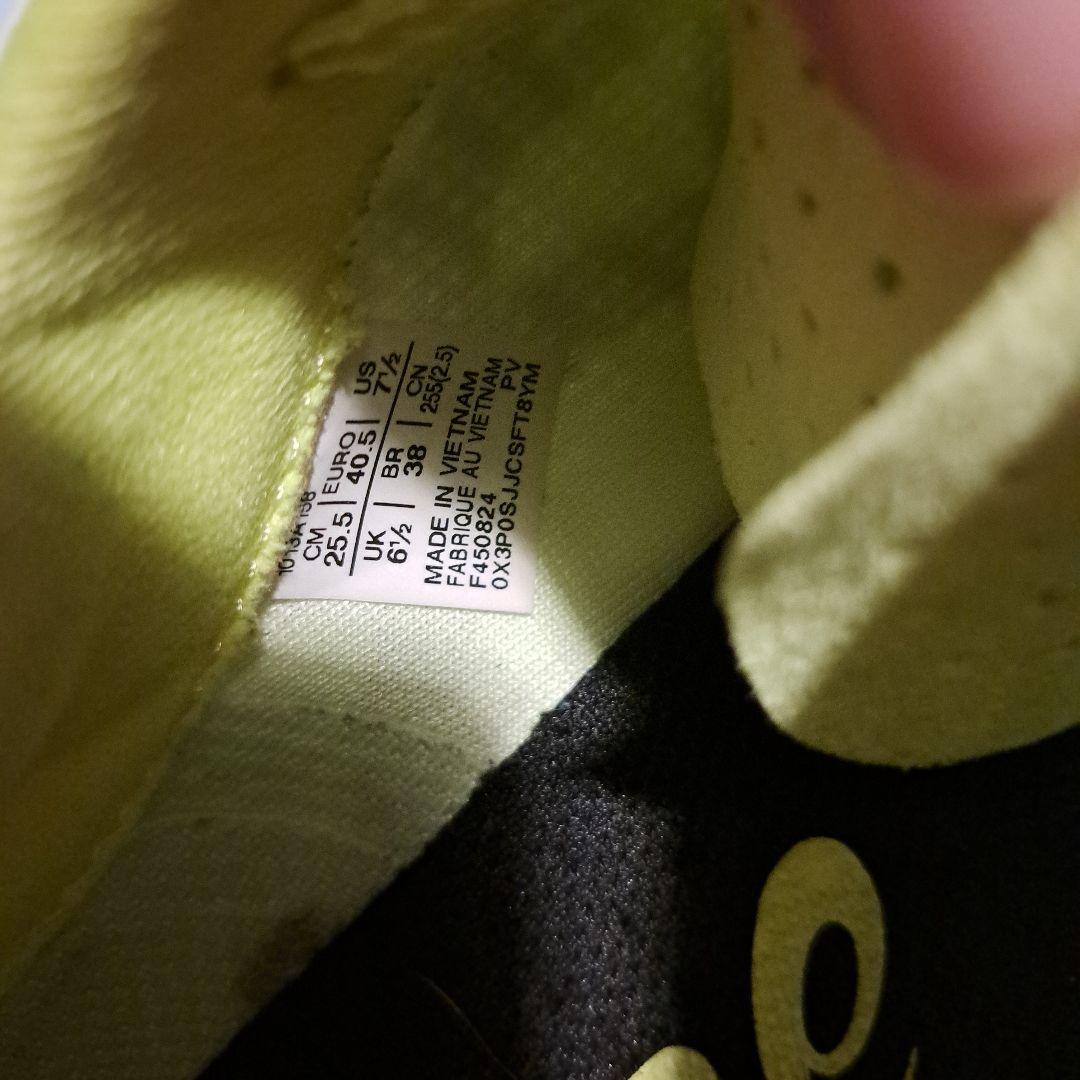 CM | EURO | US
25.5 | 40.5 | 7½
UK | BR | CN
6½ | 38 | 255(2.5)
MADE IN VIETNAM
FABRIQUE AU VIETNAM
F450824 PV
0X3P0SJJCSFT8YM